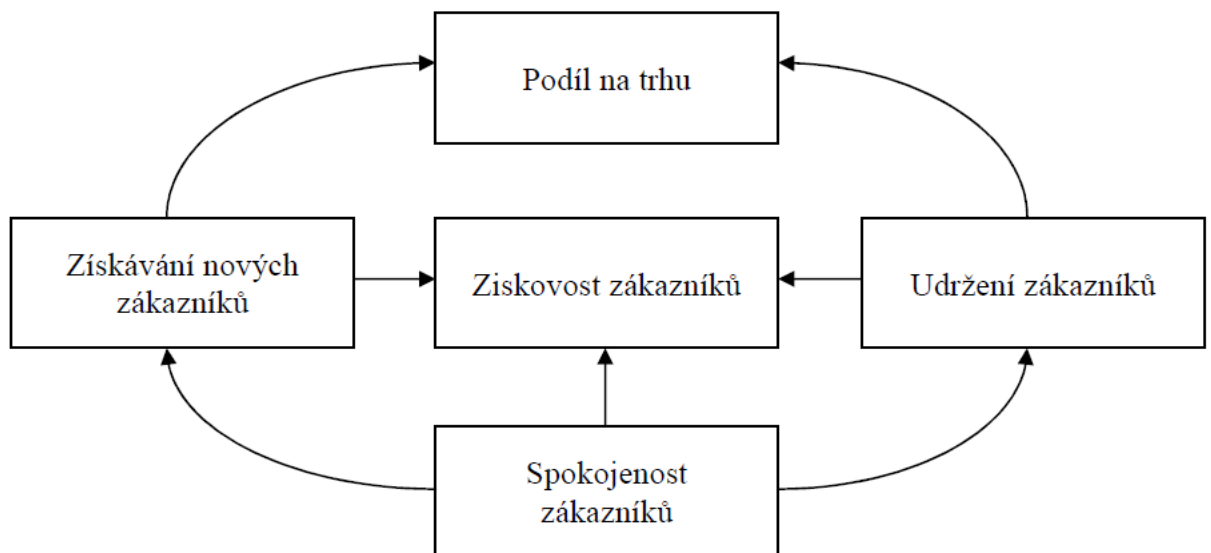 Podíl na trhu
Získávání nových
zákazníků
Ziskovost zákazníků
Udržení zákazníků
Spokojenost
zákazníků